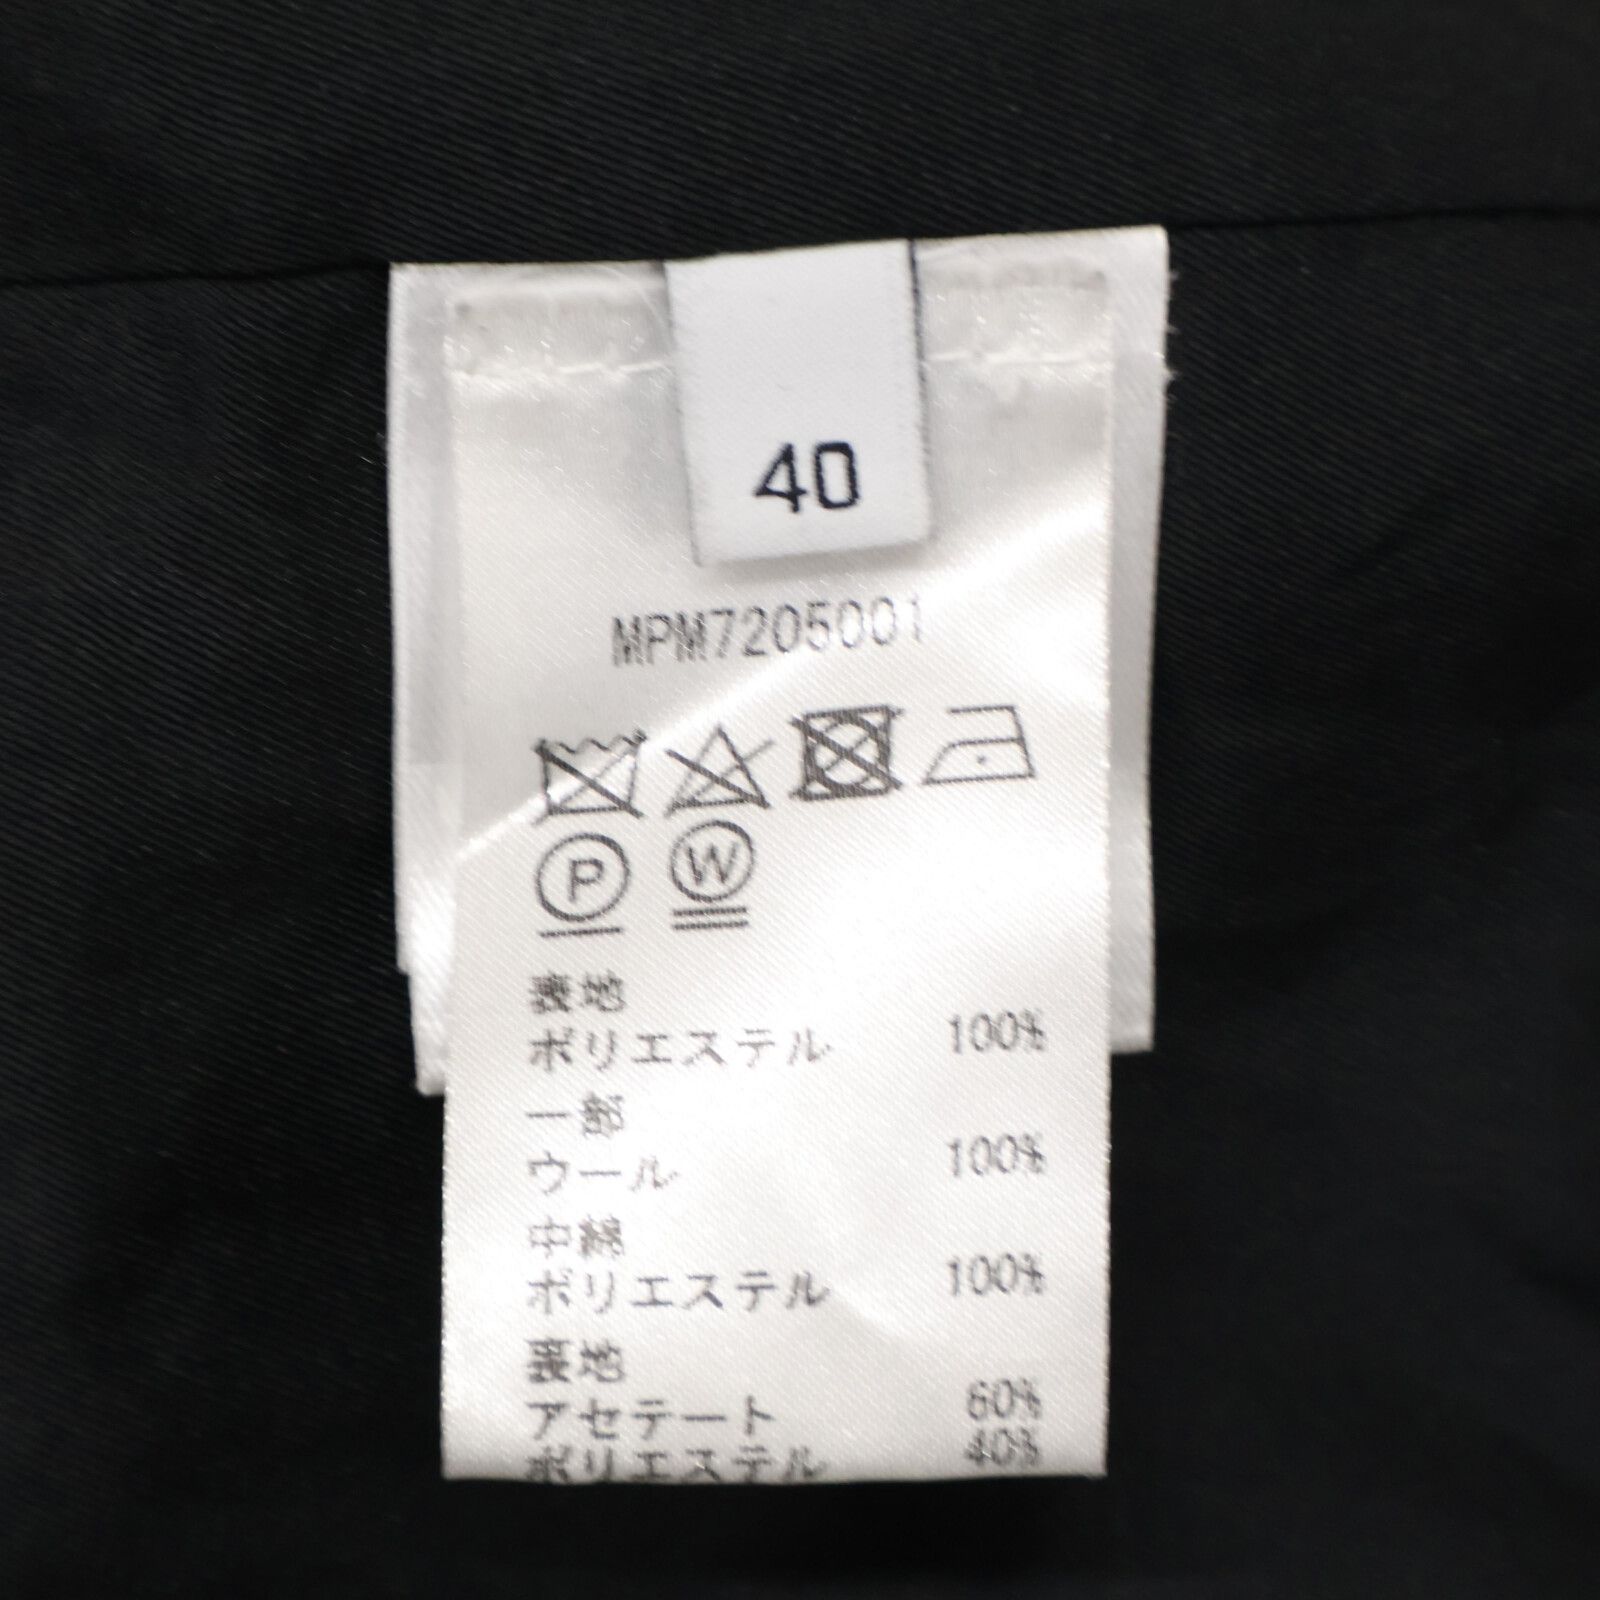 40
MPM7205001
P W
表地
ポリエステル 100%
一部
ウール 100%
中綿
ポリエステル 100%
裏地
アセテート 60%
ポリエステル 40%